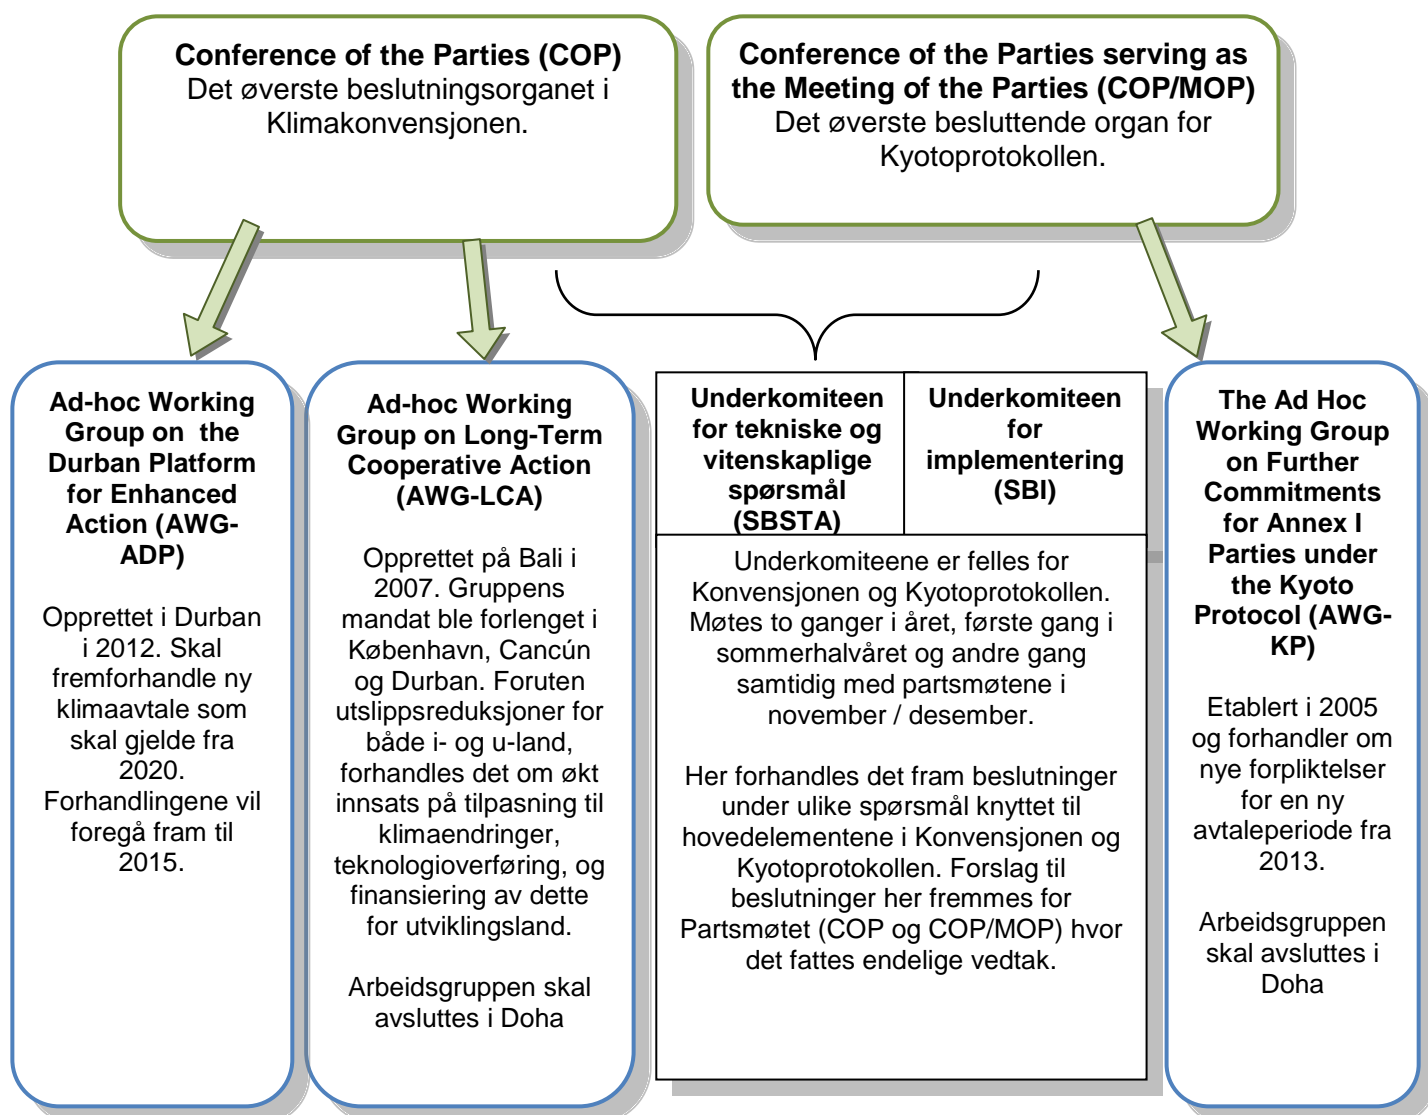 Conference of the Parties (COP)
Det øverste beslutningsorganet i
Klimakonvensjonen.
Conference of the Parties serving as
the Meeting of the Parties (COP/MOP)
Det øverste besluttende organ for
Kyotoprotokollen.
Ad-hoc Working
Group on the
Durban Platform
for Enhanced
Action (AWG-
ADP)
Opprettet i Durban
i 2012. Skal
fremforhandle ny
klimaavtale som
skal gjelde fra
2020.
Forhandlingene vil
foregå fram til
2015.
Ad-hoc Working
Group on Long-Term
Cooperative Action
(AWG-LCA)
Opprettet på Bali i
2007. Gruppens
mandat ble forlenget i
København, Cancún
og Durban. Foruten
utslippsreduksjoner for
både i- og u-land,
forhandles det om økt
innsats på tilpasning til
klimaendringer,
teknologioverføring, og
finansiering av dette
for utviklingsland.
Arbeidsgruppen skal
avsluttes i Doha
Underkomiteen
for tekniske og
vitenskaplige
spørsmål
(SBSTA)
Underkomiteen
for
implementering
(SBI)
Underkomiteene er felles for
Konvensjonen og Kyotoprotokollen.
Møtes to ganger i året, første gang i
sommerhalvåret og andre gang
samtidig med partsmøtene i
november / desember.
Her forhandles det fram beslutninger
under ulike spørsmål knyttet til
hovedelementene i Konvensjonen og
Kyotoprotokollen. Forslag til
beslutninger her fremmes for
Partsmøtet (COP og COP/MOP) hvor
det fattes endelige vedtak.
The Ad Hoc
Working Group
on Further
Commitments
for Annex I
Parties under
the Kyoto
Protocol (AWG-
KP)
Etablert i 2005
og forhandler om
nye forpliktelser
for en ny
avtaleperiode fra
2013.
Arbeidsgruppen
skal avsluttes i
Doha